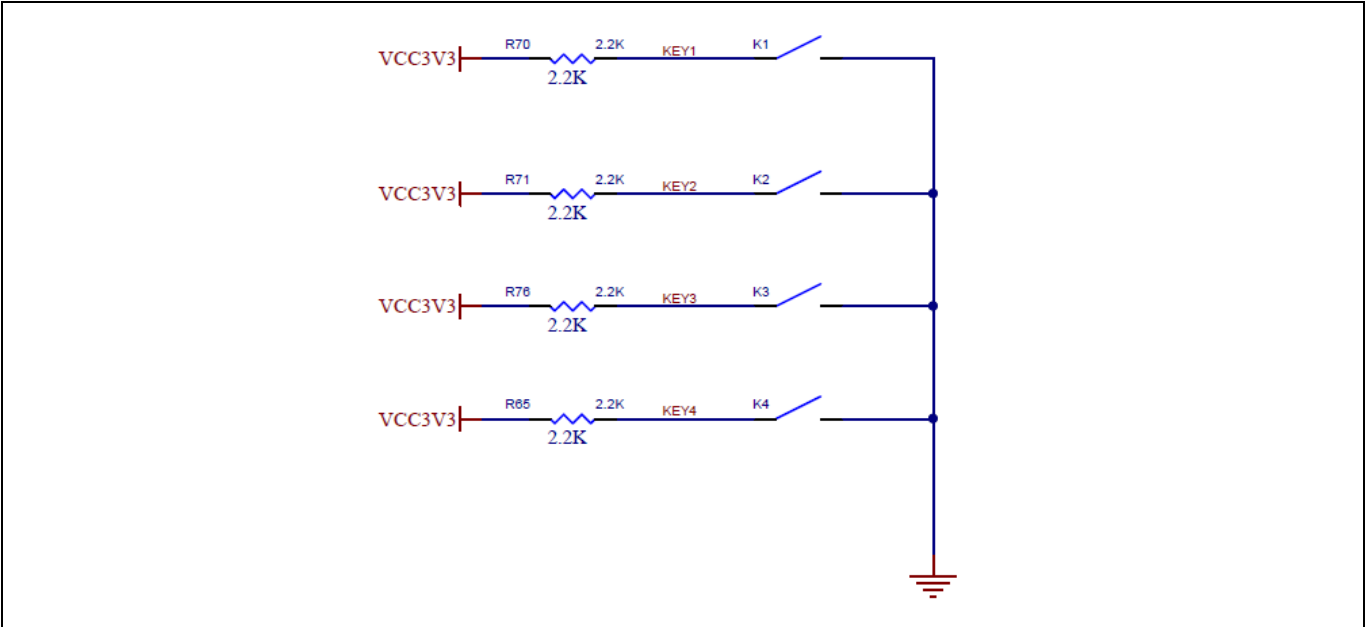 VCC3V3 R70 2.2K KEY1 K1
2.2K
VCC3V3 R71 2.2K KEY2 K2
2.2K
VCC3V3 R76 2.2K KEY3 K3
2.2K
VCC3V3 R65 2.2K KEY4 K4
2.2K